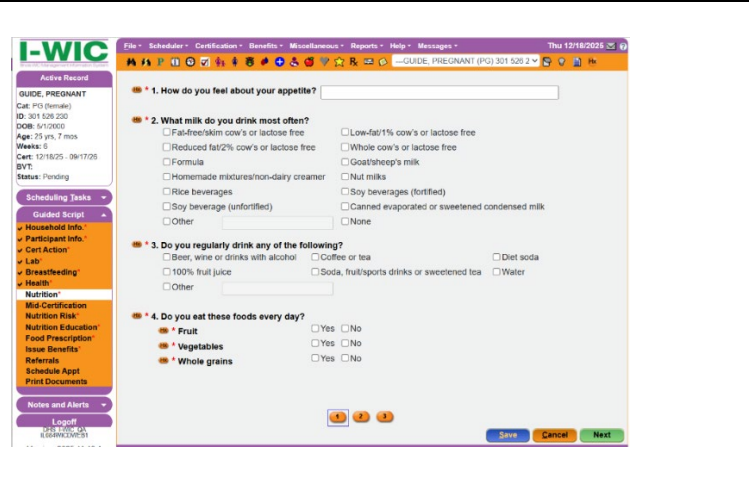 I-WIC
File Scheduler Certification Benefits Miscellaneous Reports Help Messages Thu 12/18/2025
---GUIDE, PREGNANT (PG) 301 526 2
Active Record
GUIDE, PREGNANT
Cat: PG (female)
ID: 301 526 230
DOB: 5/1/2000
Age: 25 yrs, 7 mos
Weeks: 6
Cert: 12/18/25 - 09/17/26
BVT:
Status: Pending
Scheduling Tasks
Guided Script
Household Info.*
Participant Info.*
Cert Action*
Lab*
Breastfeeding*
Health*
Nutrition*
Mid-Certification
Nutrition Risk*
Nutrition Education*
Food Prescription*
Issue Benefits*
Referrals
Schedule Appt
Print Documents
Notes and Alerts
Logoff
DHS I-WIC QA
* 1. How do you feel about your appetite?
* 2. What milk do you drink most often?
Fat-free/skim cow's or lactose free Low-fat/1% cow's or lactose free
Reduced fat/2% cow's or lactose free Whole cow's or lactose free
Formula Goat/sheep's milk
Homemade mixtures/non-dairy creamer Nut milks
Rice beverages Soy beverages (fortified)
Soy beverage (unfortified) Canned evaporated or sweetened condensed milk
Other None
* 3. Do you regularly drink any of the following?
Beer, wine or drinks with alcohol Coffee or tea Diet soda
100% fruit juice Soda, fruit/sports drinks or sweetened tea Water
Other
* 4. Do you eat these foods every day?
* Fruit Yes No
* Vegetables Yes No
* Whole grains Yes No
1 2 3
Save Cancel Next